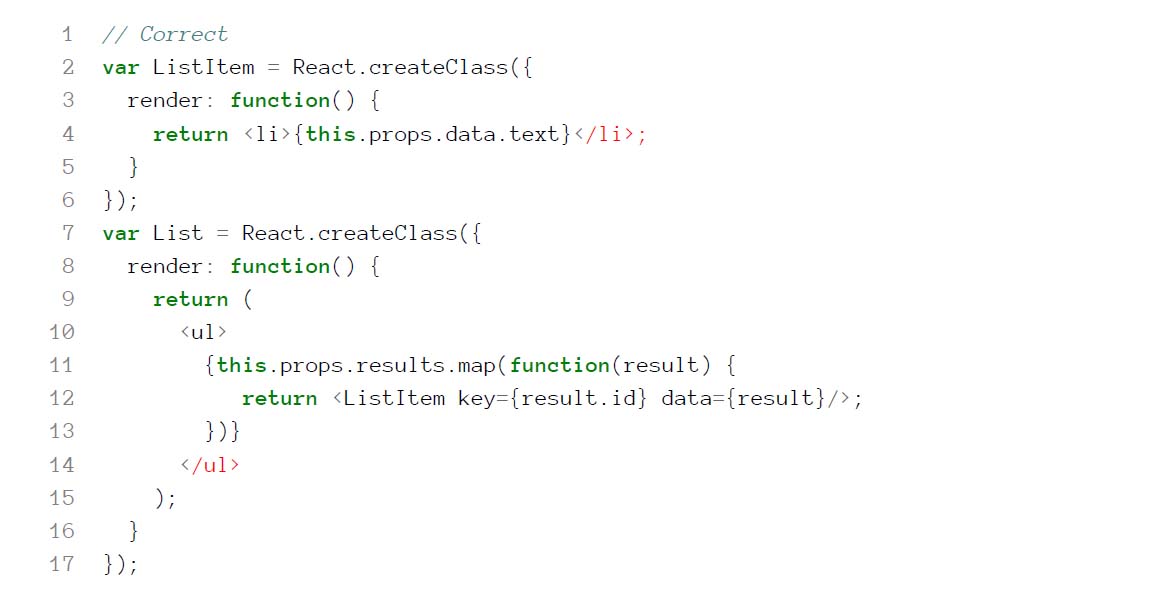 1 // Correct
2 var ListItem = React.createClass({
3   render: function() {
4     return <li>{this.props.data.text}</li>;
5   }
6 });
7 var List = React.createClass({
8   render: function() {
9     return (
10       <ul>
11         {this.props.results.map(function(result) {
12            return <ListItem key={result.id} data={result}/>;
13         })}
14       </ul>
15     );
16   }
17 });